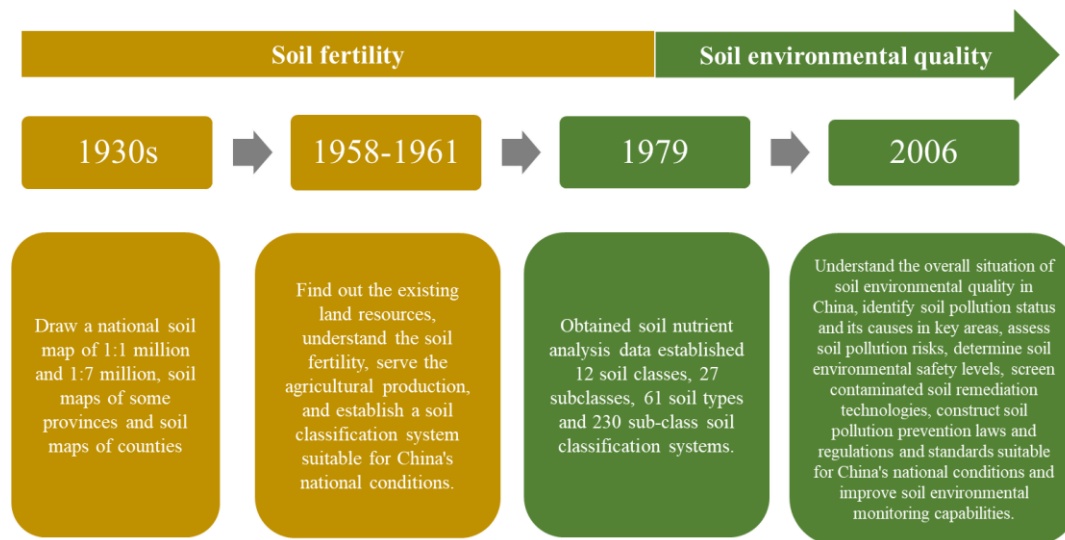 Soil fertility
Soil environmental quality
1930s
1958-1961
1979
2006
Draw a national soil
map of 1:1 million
and 1:7 million, soil
maps of some
provinces and soil
maps of counties
Find out the existing
land resources,
understand the soil
fertility, serve the
agricultural production,
and establish a soil
classification system
suitable for China's
national conditions.
Obtained soil nutrient
analysis data established
12 soil classes, 27
subclasses, 61 soil types
and 230 sub-class soil
classification systems.
Understand the overall situation of
soil environmental quality in
China, identify soil pollution status
and its causes in key areas, assess
soil pollution risks, determine soil
environmental safety levels, screen
contaminated soil remediation
technologies, construct soil
pollution prevention laws and
regulations and standards suitable
for China's national conditions and
improve soil environmental
monitoring capabilities.